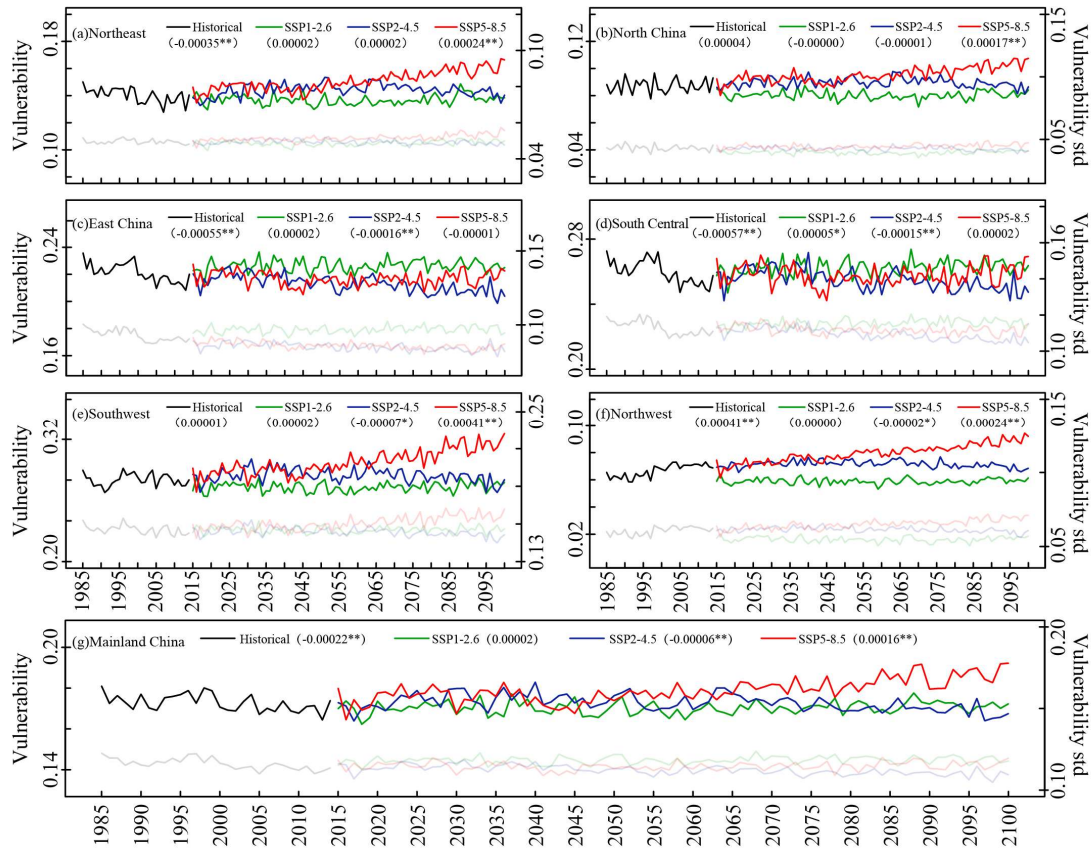 (a)Northeast Historical SSP1-2.6 SSP2-4.5 SSP5-8.5
(-0.00035**) (0.00002) (0.00002) (0.00024**)
Vulnerability
0.18
0.10
0.10
0.04
(b)North China Historical SSP1-2.6 SSP2-4.5 SSP5-8.5
(0.00004) (-0.00000) (-0.00001) (0.00017**)
0.12
0.04
0.15
0.05
Vulnerability std
(c)East China Historical SSP1-2.6 SSP2-4.5 SSP5-8.5
(-0.00055**) (0.00002) (-0.00016**) (-0.00001)
Vulnerability
0.24
0.16
0.15
0.10
(d)South Central Historical SSP1-2.6 SSP2-4.5 SSP5-8.5
(-0.00057**) (0.00005*) (-0.00015**) (0.00002)
0.28
0.20
0.16
0.10
Vulnerability std
(e)Southwest Historical SSP1-2.6 SSP2-4.5 SSP5-8.5
(0.00001) (0.00002) (-0.00007*) (0.00041**)
Vulnerability
0.32
0.20
0.25
0.13
1985 1995 2005 2015 2025 2035 2045 2055 2065 2075 2085 2095
(f)Northwest Historical SSP1-2.6 SSP2-4.5 SSP5-8.5
(0.00041**) (0.00000) (-0.00002*) (0.00024**)
0.10
0.02
0.15
0.05
Vulnerability std
1985 1995 2005 2015 2025 2035 2045 2055 2065 2075 2085 2095
(g)Mainland China Historical (-0.00022**) SSP1-2.6 (0.00002) SSP2-4.5 (-0.00006**) SSP5-8.5 (0.00016**)
Vulnerability
0.20
0.14
0.20
0.10
Vulnerability std
1985 1990 1995 2000 2005 2010 2015 2020 2025 2030 2035 2040 2045 2050 2055 2060 2065 2070 2075 2080 2085 2090 2095 2100